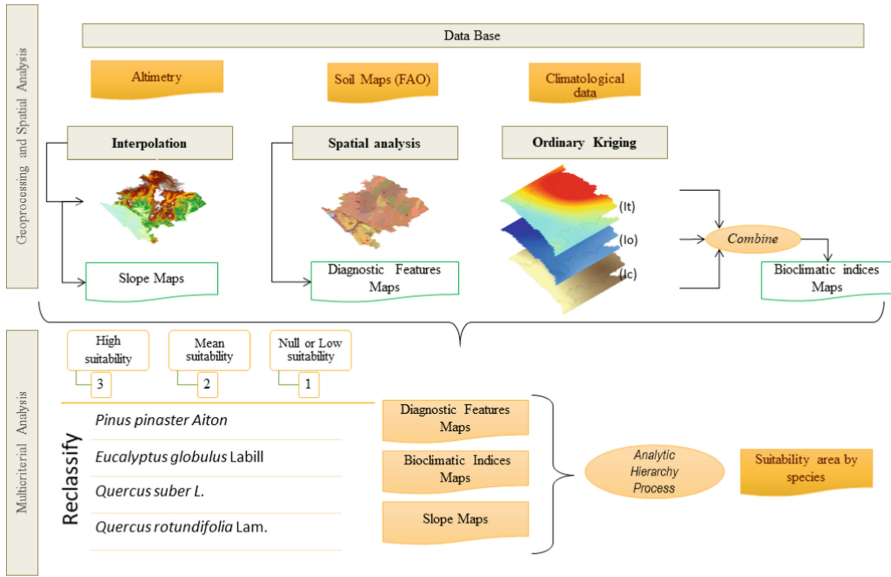 Geoprocessing and Spatial Analysis
Data Base
Altimetry
Soil Maps (FAO)
Climatological
data
Interpolation
Spatial analysis
Ordinary Kriging
(It)
(Io)
(Ic)
Combine
Slope Maps
Diagnostic Features
Maps
Bioclimatic indices
Maps
Multicriterial Analysis
High
suitability
3
Mean
suitability
2
Null or Low
suitability
1
Reclassify
Pinus pinaster Aiton
Eucalyptus globulus Labill
Quercus suber L.
Quercus rotundifolia Lam.
Diagnostic Features
Maps
Bioclimatic Indices
Maps
Slope Maps
Analytic
Hierarchy
Process
Suitability area by
species